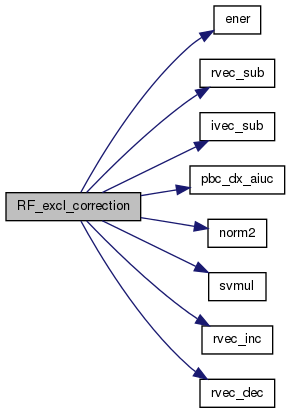 ener
rvec_sub
ivec_sub
pbc_dx_aiuc
RF_excl_correction
norm2
svmul
rvec_inc
rvec_dec